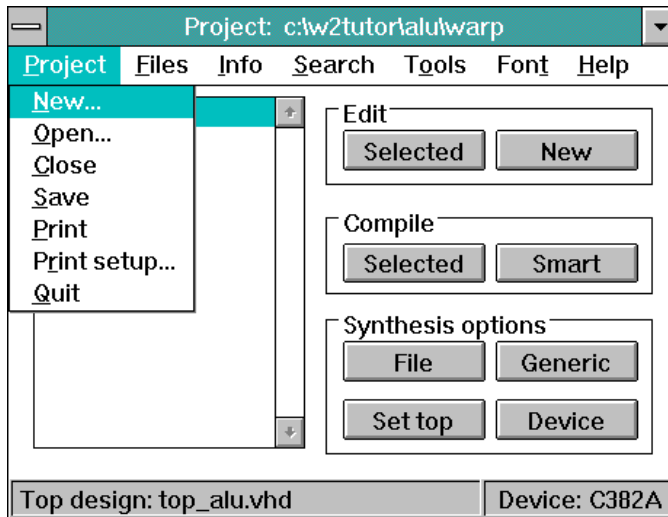 Project: c:\w2tutor\alu\warp
Project Files Info Search Tools Font Help
New...
Open...
Close
Save
Print
Print setup...
Quit
Edit
Selected New
Compile
Selected Smart
Synthesis options
File Generic
Set top Device
Top design: top_alu.vhd Device: C382A